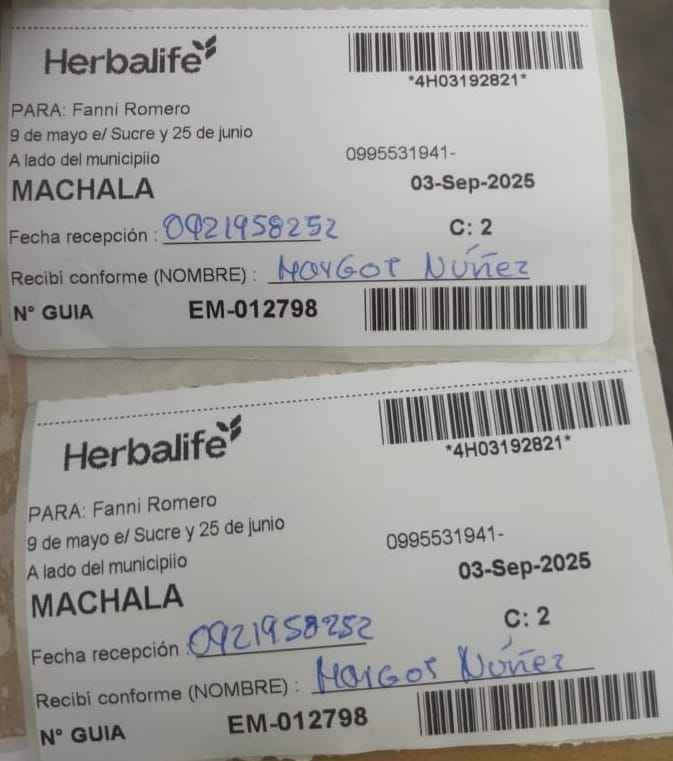 Herbalife
*4H03192821*
PARA: Fanni Romero
9 de mayo e/ Sucre y 25 de junio
A lado del municipiio 0995531941-
MACHALA 03-Sep-2025
Fecha recepción : 0921958252 C: 2
Recibi conforme (NOMBRE) : Margot Núñez
N° GUIA EM-012798
Herbalife
*4H03192821*
PARA: Fanni Romero
9 de mayo e/ Sucre y 25 de junio
A lado del municipiio 0995531941-
MACHALA 03-Sep-2025
Fecha recepción : 0921958252 C: 2
Recibi conforme (NOMBRE) : Margot Núñez
N° GUIA EM-012798